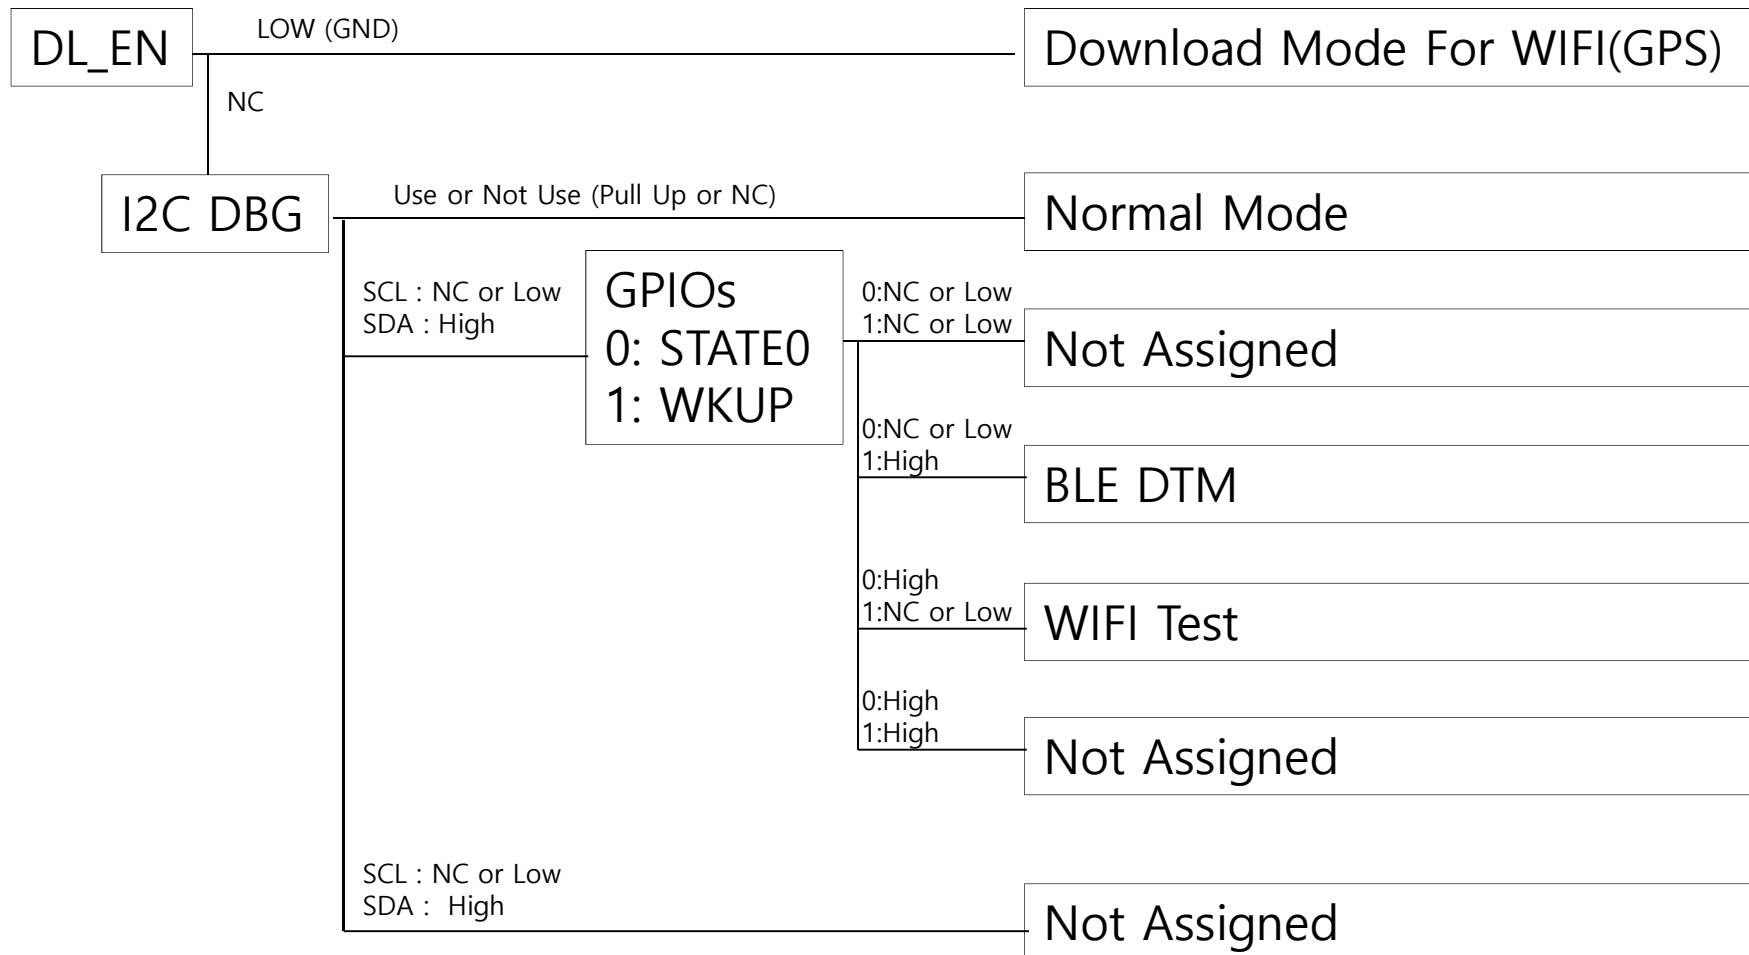 DL_EN
LOW (GND)
Download Mode For WIFI(GPS)
NC
I2C DBG
Use or Not Use (Pull Up or NC)
Normal Mode
SCL : NC or Low
SDA : High
GPIOs
0: STATE0
1: WKUP
0:NC or Low
1:NC or Low
Not Assigned
0:NC or Low
1:High
BLE DTM
0:High
1:NC or Low
WIFI Test
0:High
1:High
Not Assigned
SCL : NC or Low
SDA : High
Not Assigned